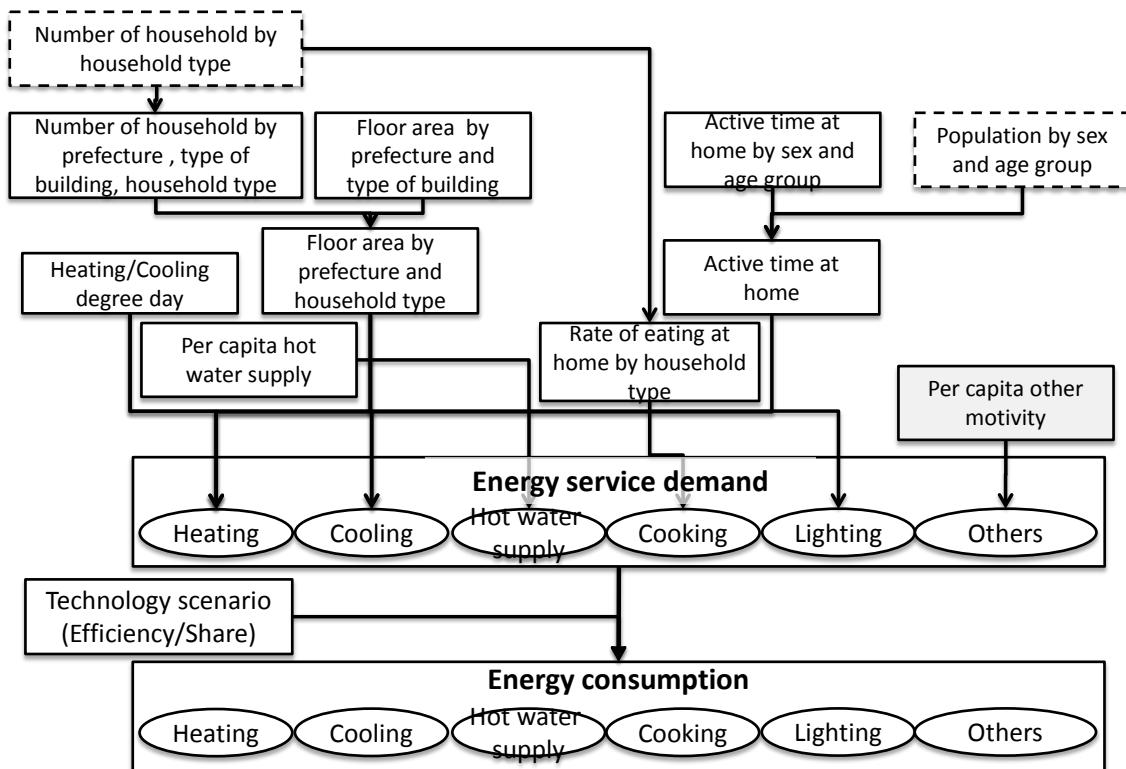 Number of household by
household type
Number of household by
prefecture , type of
building, household type
Floor area by
prefecture and
type of building
Active time at
home by sex and
age group
Population by sex
and age group
Heating/Cooling
degree day
Floor area by
prefecture and
household type
Active time at
home
Per capita hot
water supply
Rate of eating at
home by household
type
Per capita other
motivity
Energy service demand
Heating
Cooling
Hot water
supply
Cooking
Lighting
Others
Technology scenario
(Efficiency/Share)
Energy consumption
Heating
Cooling
Hot water
supply
Cooking
Lighting
Others